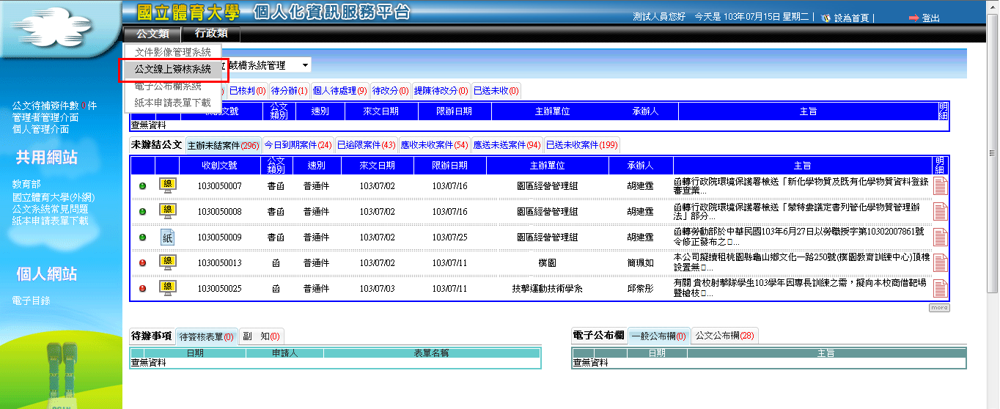 國立體育大學 個人化資訊服務平台
測試人員您好 今天是 103年07月15日 星期二 | 設為首頁 | 登出
公文類 行政類
文件影像管理系統
公文線上簽核系統
電子公布欄系統
紙本申請表單下載
橋系統管理
已核判(0) 待分辦(1) 個人待處理(9) 待改分(0) 提陳待改分(0) 已送未收(0)
收創文號 公文類別 速別 來文日期 限辦日期 主辦單位 承辦人 主旨 明細
查無資料
公文待補簽件數 0 件
管理者管理介面
個人管理介面
共用網站
教育部
國立體育大學(外網)
公文系統常見問題
紙本申請表單下載
個人網站
電子目錄
未辦結公文 主辦未結案件(296) 今日到期案件(24) 已逾限案件(43) 應收未收案件(54) 應送未送案件(94) 已送未收案件(199)
收創文號 公文類別 速別 來文日期 限辦日期 主辦單位 承辦人 主旨 明細
線 1030050007 書函 普通件 103/07/02 103/07/16 園區經營管理組 胡建霆 函轉行政院環境保護署檢送「新化學物質及既有化學物質資料登錄
審查業...
線 1030050008 書函 普通件 103/07/02 103/07/16 園區經營管理組 胡建霆 函轉行政院環境保護署檢送「蒙特婁議定書列管化學物質管理辦
法」部分...
紙 1030050009 書函 普通件 103/07/02 103/07/25 園區經營管理組 胡建霆 函轉勞動部於中華民國103年6月27日以勞職授字第10302007861號
令修正發布之□...
線 1030050013 函 普通件 103/07/02 103/07/11 樸園 簡珮如 本公司擬續租桃園縣龜山鄉文化一路250號(樸園教育訓練中心)頂樓
設置無□...
線 1030050025 函 普通件 103/07/03 103/07/11 技擊運動技術學系 邱紫彤 有關 貴校射擊隊學生103學年因專長訓練之需，擬向本校商借靶場
暨槍枝□...
more
待辦事項 待簽核表單(0) 副 知(0)
日期 申請人 表單名稱
查無資料
電子公布欄 一般公布欄(0) 公文公布欄(28)
日期 主旨
查無資料